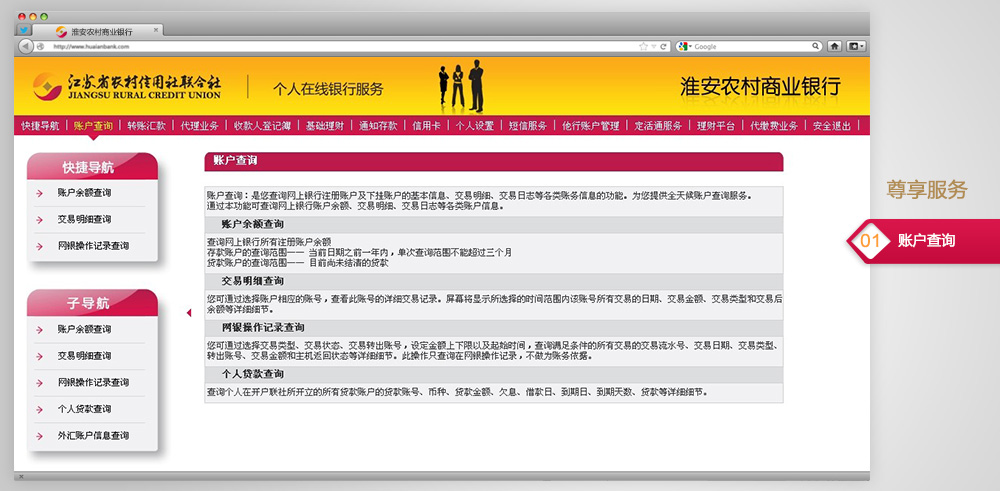 淮安农村商业银行
http://www.huaianbank.com
Google
江苏省农村信用社联合社
JIANGSU RURAL CREDIT UNION
个人在线银行服务
淮安农村商业银行
快捷导航 | 账户查询 | 转账汇款 | 代理业务 | 收款人登记簿 | 基础理财 | 通知存款 | 信用卡 | 个人设置 | 短信服务 | 他行账户管理 | 定活通服务 | 理财平台 | 代缴费业务 | 安全退出 |
快捷导航
账户余额查询
交易明细查询
网银操作记录查询
子导航
账户余额查询
交易明细查询
网银操作记录查询
个人贷款查询
外汇账户信息查询
账户查询
账户查询：是您查询网上银行注册账户及下挂账户的基本信息、交易明细、交易日志等各类账务信息的功能。为您提供全天候账户查询服务。
通过本功能可查询网上银行账户余额、交易明细、交易日志等各类账户信息。
账户余额查询
查询网上银行所有注册账户余额
存款账户的查询范围—— 当前日期之前一年内，单次查询范围不能超过三个月
贷款账户的查询范围—— 目前尚未结清的贷款
交易明细查询
您可通过选择账户相应的账号，查看此账号的详细交易记录。屏幕将显示所选择的时间范围内该账号所有交易的日期、交易金额、交易类型和交易后
余额等详细细节。
网银操作记录查询
您可通过选择交易类型、交易状态、交易转出账号，设定金额上下限以及起始时间，查询满足条件的所有交易的交易流水号、交易日期、交易类型、
转出账号、交易金额和主机返回状态等详细细节。此操作只查询在网银操作记录，不做为账务依据。
个人贷款查询
查询个人在开户联社所开立的所有贷款账户的贷款账号、币种、贷款金额、欠息、借款日、到期日、到期天数、贷款等详细细节。
尊享服务
01 账户查询